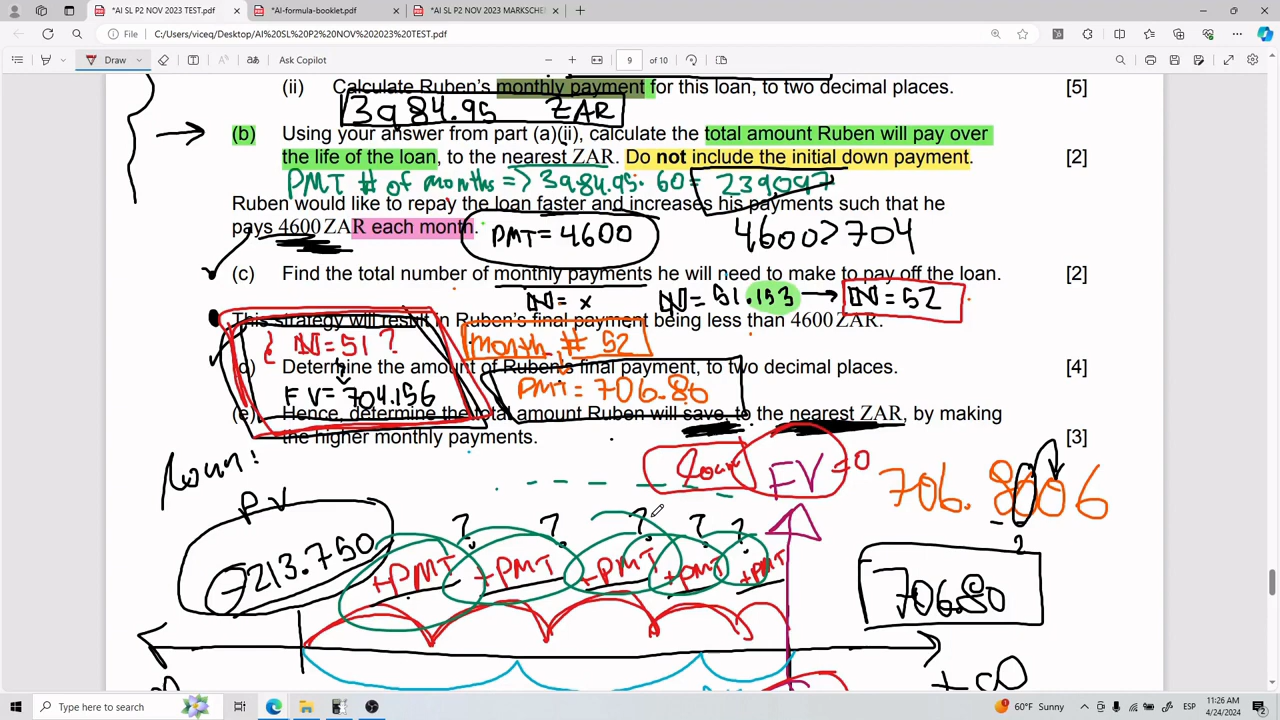 *AI SL P2 NOV 2023 TEST.pdf
*AI-formula-booklet.pdf
*AI SL P2 NOV 2023 MARKSCHE
File C:/Users/viceq/Desktop/AI%20SL%20P2%20NOV%202023%20TEST.pdf
Draw Ask Copilot 9 of 10
(ii) Calculate Ruben's monthly payment for this loan, to two decimal places. [5]
3984.95 ZAR
(b) Using your answer from part (a)(ii), calculate the total amount Ruben will pay over
the life of the loan, to the nearest ZAR. Do not include the initial down payment. [2]
PMT # of months => 3984.95 · 60 = 239097
Ruben would like to repay the loan faster and increases his payments such that he
pays 4600 ZAR each month.
PMT = 4600 4600 > 704
(c) Find the total number of monthly payments he will need to make to pay off the loan. [2]
N = x N = 51.153 → N = 52
This strategy will result in Ruben's final payment being less than 4600 ZAR.
N = 51 ? month # 52
d) Determine the amount of Ruben's final payment, to two decimal places. [4]
FV = 704.156 PMT = 706.80
(e) Hence, determine the total amount Ruben will save, to the nearest ZAR, by making
the higher monthly payments. [3]
Loan: Loan FV = 0
PV 706.8006
? ? ? ? ?
-213.750 +PMT +PMT +PMT +PMT +PMT 2
706.80
+∞
Type here to search 60°F Sunny ESP 11:26 AM
4/24/2024